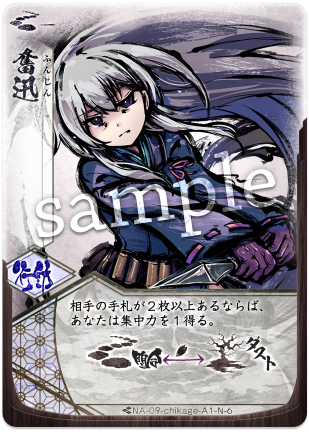 奮迅
ふんじん
sample
行動
相手の手札が２枚以上あるならば、
あなたは集中力を１得る。
間合
ダスト
NA-09-chikage-A1-N-6